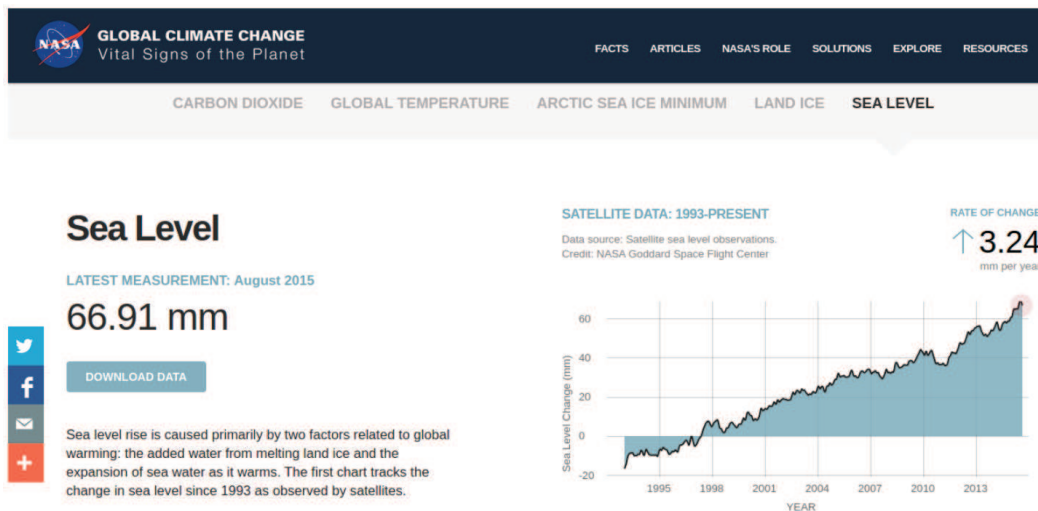 NASA
GLOBAL CLIMATE CHANGE
Vital Signs of the Planet
FACTS ARTICLES NASA'S ROLE SOLUTIONS EXPLORE RESOURCES
CARBON DIOXIDE GLOBAL TEMPERATURE ARCTIC SEA ICE MINIMUM LAND ICE SEA LEVEL
Sea Level
LATEST MEASUREMENT: August 2015
66.91 mm
DOWNLOAD DATA
Sea level rise is caused primarily by two factors related to global
warming: the added water from melting land ice and the
expansion of sea water as it warms. The first chart tracks the
change in sea level since 1993 as observed by satellites.
SATELLITE DATA: 1993-PRESENT
Data source: Satellite sea level observations.
Credit: NASA Goddard Space Flight Center
RATE OF CHANGE
3.24
mm per year
Sea Level Change (mm)
60
40
20
0
-20
1995 1998 2001 2004 2007 2010 2013
YEAR